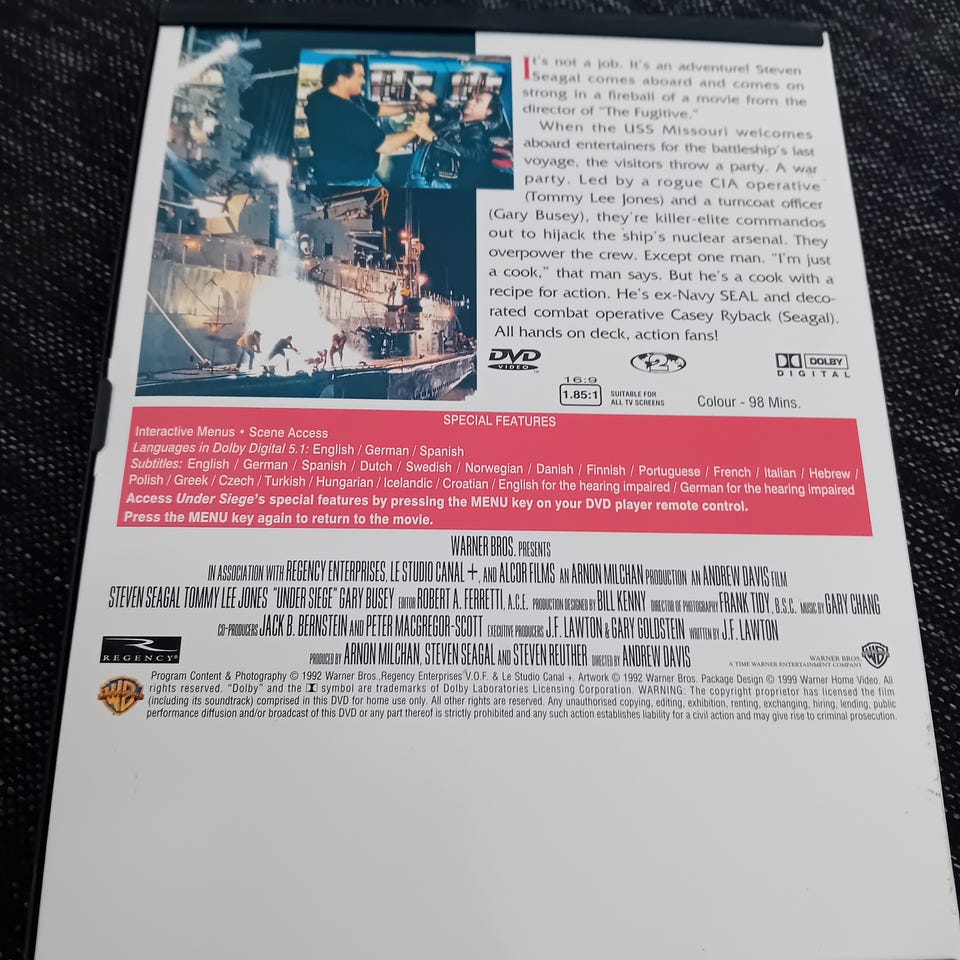 It's not a job. It's an adventure! Steven
Seagal comes aboard and comes on
strong in a fireball of a movie from the
director of "The Fugitive."
When the USS Missouri welcomes
aboard entertainers for the battleship's last
voyage, the visitors throw a party. A war
party. Led by a rogue CIA operative
(Tommy Lee Jones) and a turncoat officer
(Gary Busey), they're killer-elite commandos
out to hijack the ship's nuclear arsenal. They
overpower the crew. Except one man. "I'm just
a cook," that man says. But he's a cook with a
recipe for action. He's ex-Navy SEAL and deco-
rated combat operative Casey Ryback (Seagal).
All hands on deck, action fans!
DVD
VIDEO
TM
2
DOLBY
DIGITAL
16:9
1.85:1
SUITABLE FOR
ALL TV SCREENS
Colour - 98 Mins.
SPECIAL FEATURES
Interactive Menus • Scene Access
Languages in Dolby Digital 5.1: English / German / Spanish
Subtitles: English / German / Spanish / Dutch / Swedish / Norwegian / Danish / Finnish / Portuguese / French / Italian / Hebrew /
Polish / Greek / Czech / Turkish / Hungarian / Icelandic / Croatian / English for the hearing impaired / German for the hearing impaired
Access Under Siege's special features by pressing the MENU key on your DVD player remote control.
Press the MENU key again to return to the movie.
WARNER BROS. PRESENTS
IN ASSOCIATION WITH REGENCY ENTERPRISES, LE STUDIO CANAL +, AND ALCOR FILMS AN ARNON MILCHAN PRODUCTION AN ANDREW DAVIS FILM
STEVEN SEAGAL TOMMY LEE JONES "UNDER SIEGE" GARY BUSEY EDITOR ROBERT A. FERRETTI, A.C.E. PRODUCTION DESIGNED BY BILL KENNY DIRECTOR OF PHOTOGRAPHY FRANK TIDY, B.S.C. MUSIC BY GARY CHANG
CO-PRODUCERS JACK B. BERNSTEIN AND PETER MACGREGOR-SCOTT EXECUTIVE PRODUCERS J.F. LAWTON & GARY GOLDSTEIN WRITTEN BY J.F. LAWTON
PRODUCED BY ARNON MILCHAN, STEVEN SEAGAL AND STEVEN REUTHER DIRECTED BY ANDREW DAVIS
REGENCY®
WARNER BROS.
A TIME WARNER ENTERTAINMENT COMPANY
Program Content & Photography © 1992 Warner Bros.,Regency Enterprises V.O.F. & Le Studio Canal +. Artwork © 1992 Warner Bros. Package Design © 1999 Warner Home Video. All
rights reserved. "Dolby" and the symbol are trademarks of Dolby Laboratories Licensing Corporation. WARNING: The copyright proprietor has licensed the film
(including its soundtrack) comprised in this DVD for home use only. All other rights are reserved. Any unauthorised copying, editing, exhibition, renting, exchanging, hiring, lending, public
performance diffusion and/or broadcast of this DVD or any part thereof is strictly prohibited and any such action establishes liability for a civil action and may give rise to criminal prosecution.